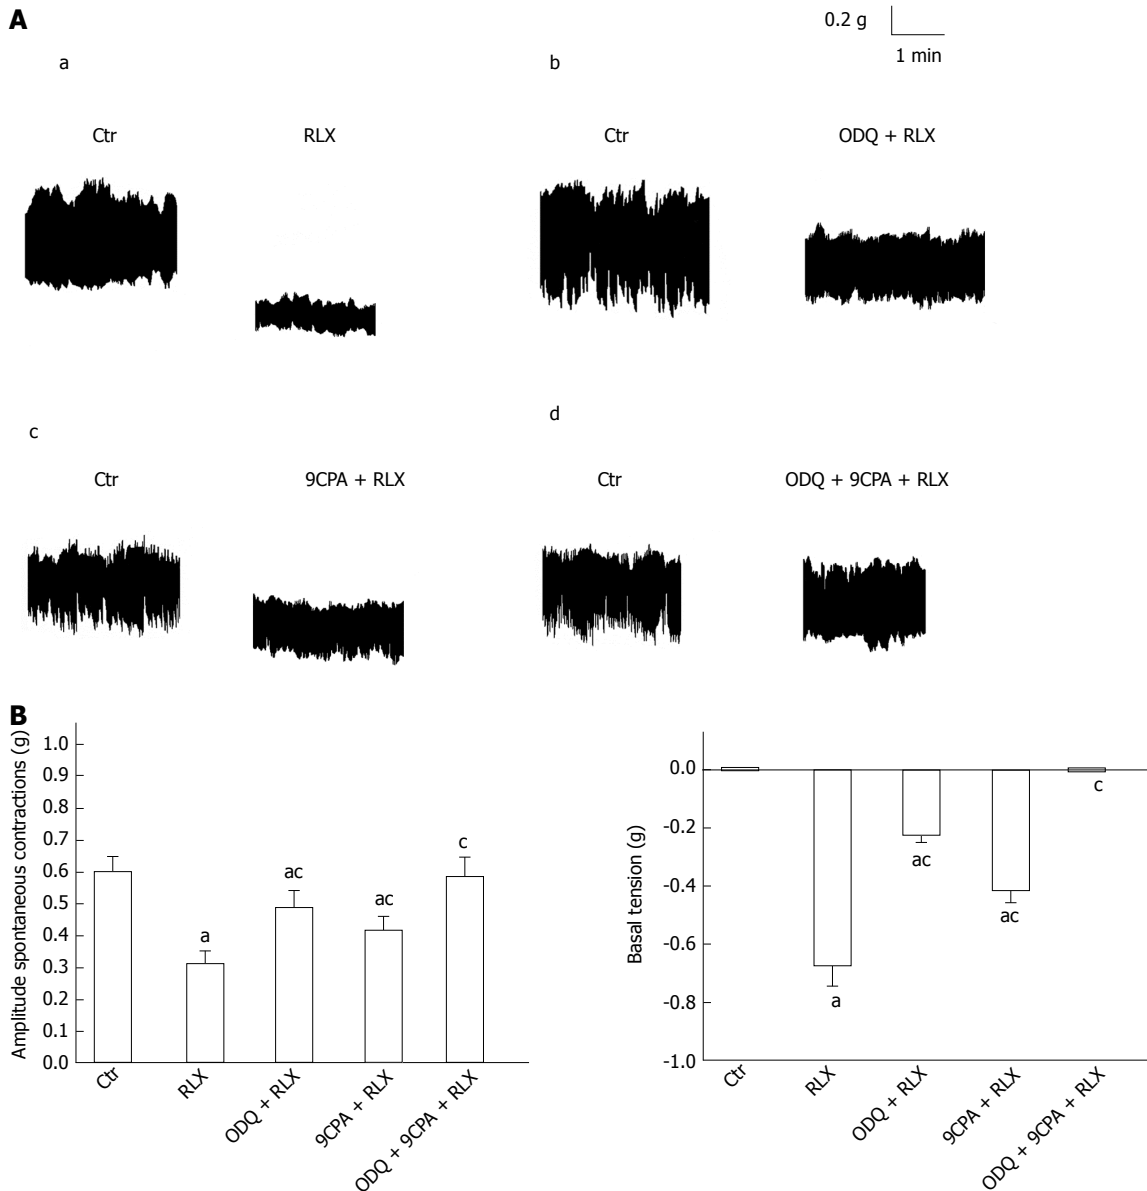 A
0.2 g
1 min
a
b
Ctr
RLX
Ctr
ODQ + RLX
c
d
Ctr
9CPA + RLX
Ctr
ODQ + 9CPA + RLX
B
Amplitude spontaneous contractions (g)
1.0
0.9
0.8
0.7
0.6
0.5
0.4
0.3
0.2
0.1
0.0
a
ac
ac
c
Ctr
RLX
ODQ + RLX
9CPA + RLX
ODQ + 9CPA + RLX
Basal tension (g)
0.0
-0.2
-0.4
-0.6
-0.8
-1.0
a
ac
ac
c
Ctr
RLX
ODQ + RLX
9CPA + RLX
ODQ + 9CPA + RLX